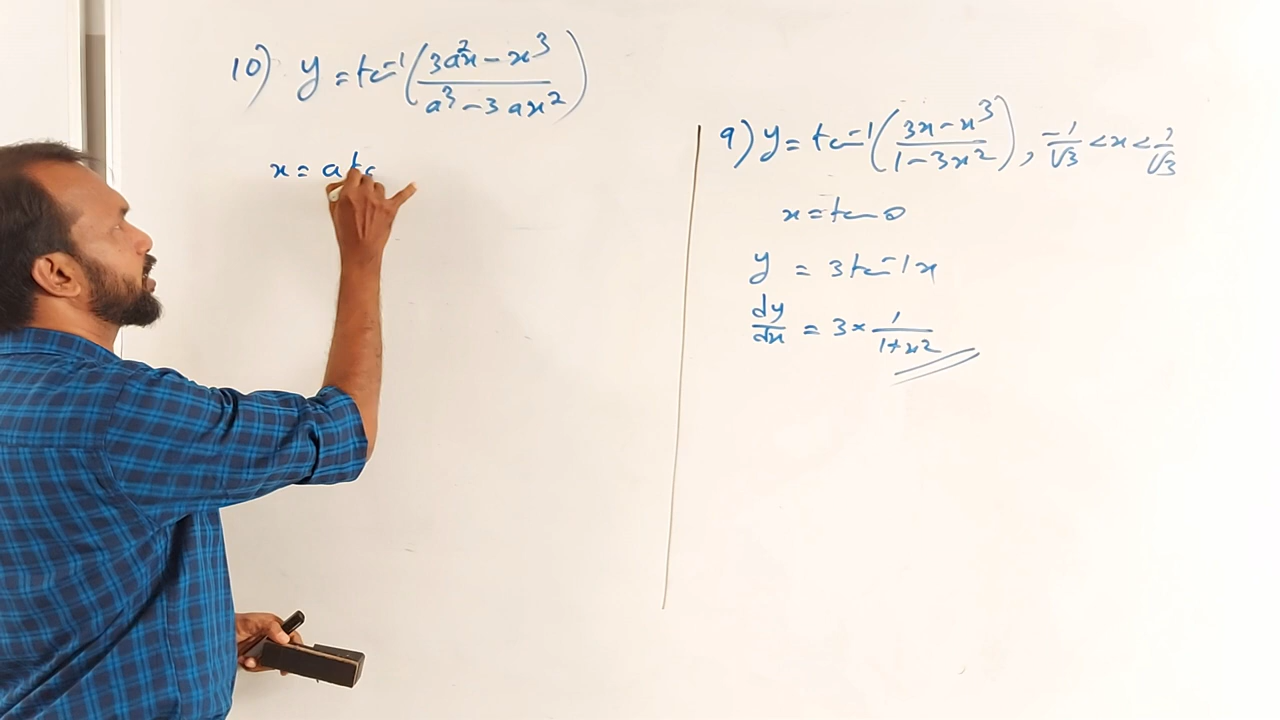 10) y = tan⁻¹((3a²x − x³)/(a³ − 3ax²))
x = a ta
9) y = tan⁻¹((3x − x³)/(1 − 3x²)), −1/√3 < x < 1/√3
x = tan θ
y = 3 tan⁻¹x
dy/dx = 3 × 1/(1 + x²)